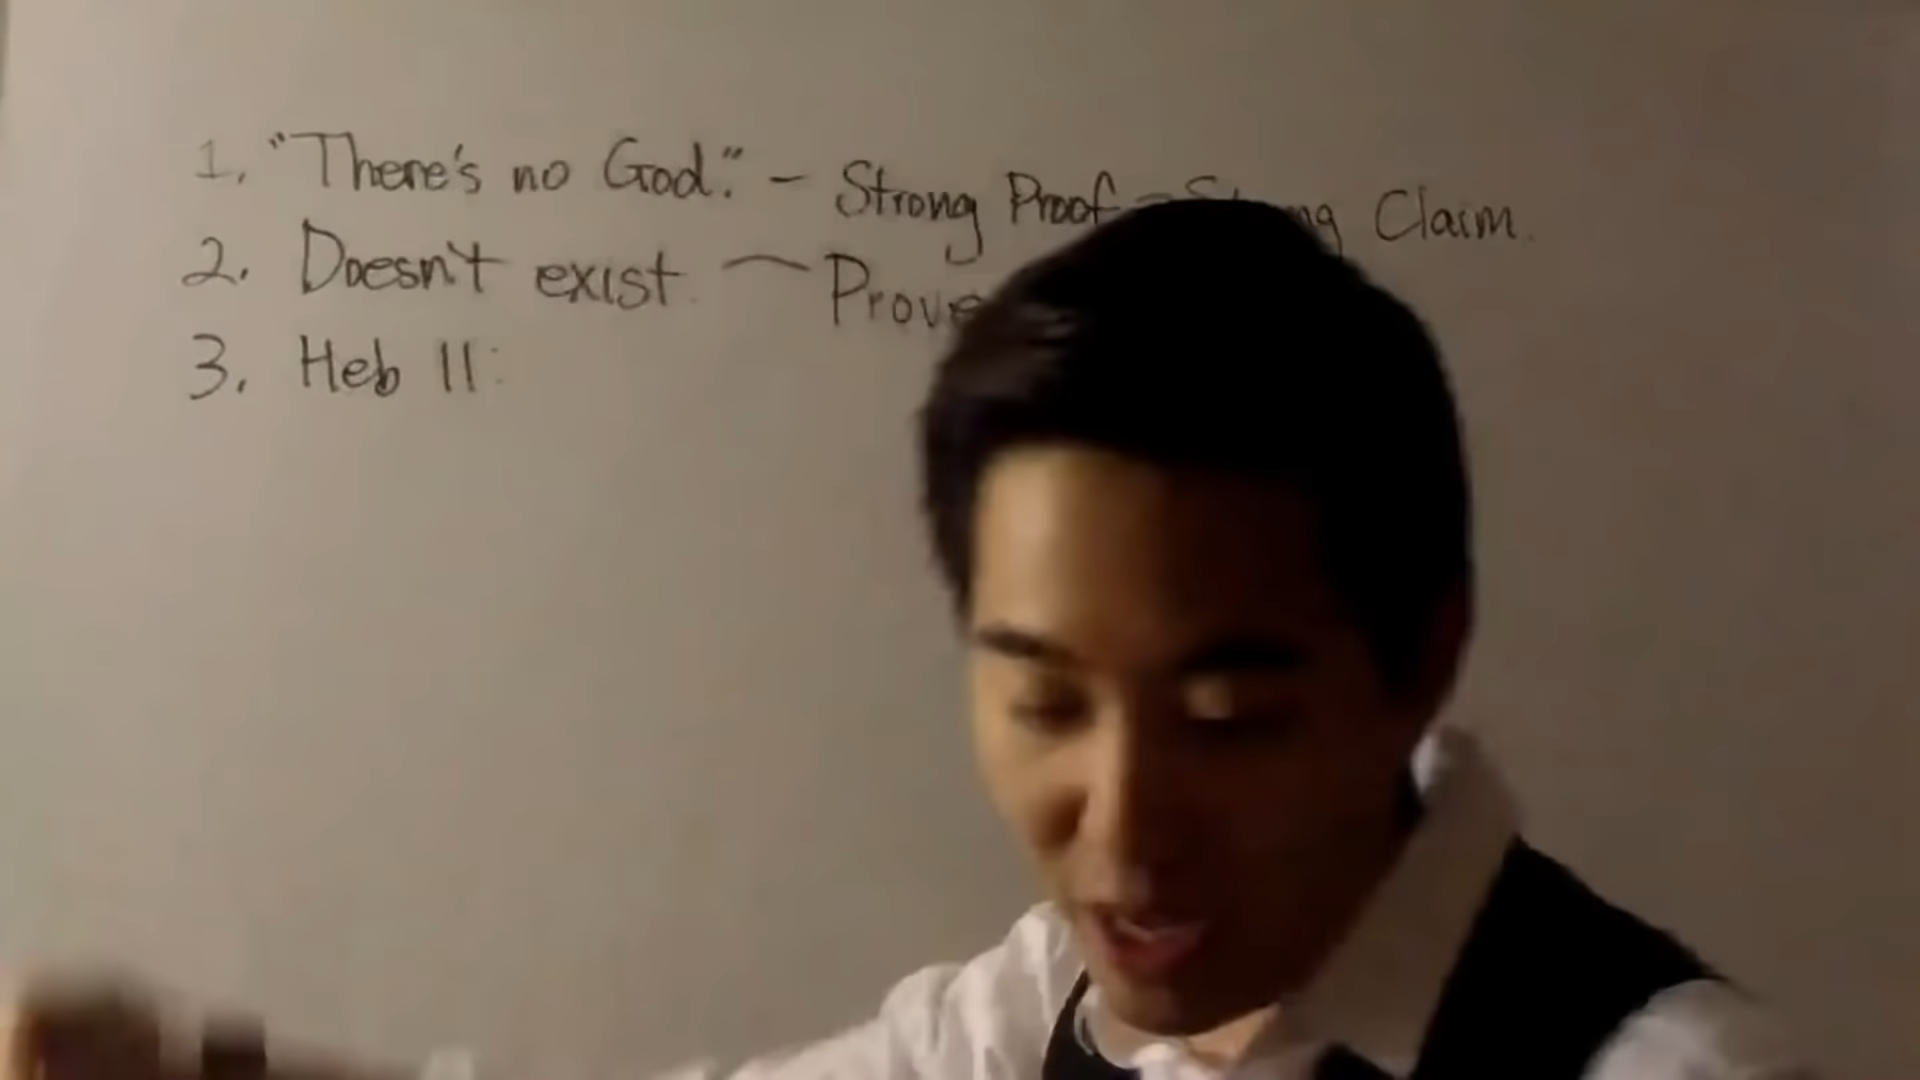 1. "There's no God." - Strong Proof - Claim.
2. Doesn't exist. — Prove
3. Heb 11: